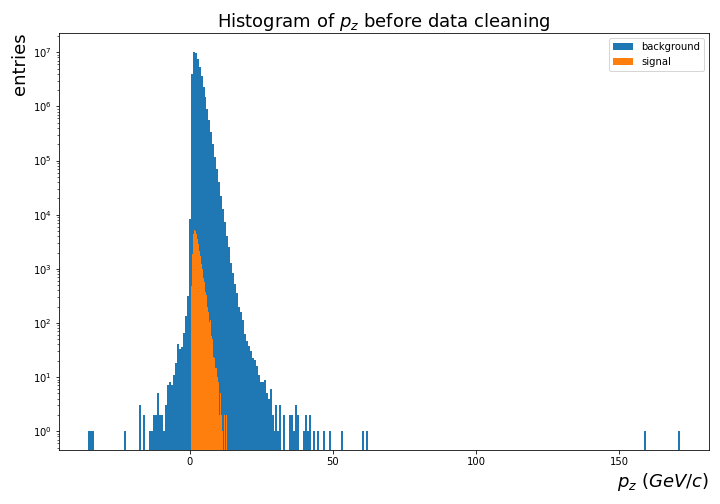 Histogram of $p_z$ before data cleaning
entries
background
signal
10^7
10^6
10^5
10^4
10^3
10^2
10^1
10^0
0 50 100 150
$p_z$ (GeV/c)